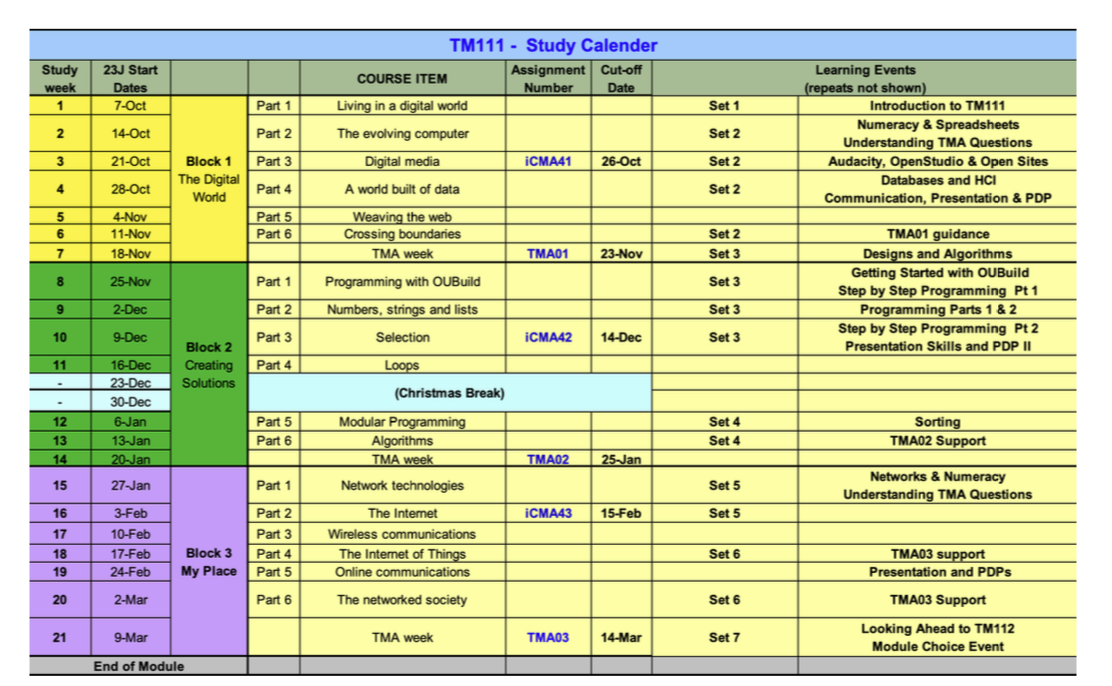 TM111 - Study Calender
Study week 23J Start Dates COURSE ITEM Assignment Number Cut-off Date Learning Events (repeats not shown)
1 7-Oct Part 1 Living in a digital world Set 1 Introduction to TM111
2 14-Oct Part 2 The evolving computer Set 2 Numeracy & Spreadsheets
Understanding TMA Questions
3 21-Oct Block 1 Part 3 Digital media iCMA41 26-Oct Set 2 Audacity, OpenStudio & Open Sites
The Digital World
4 28-Oct Part 4 A world built of data Set 2 Databases and HCI
Communication, Presentation & PDP
5 4-Nov Part 5 Weaving the web
6 11-Nov Part 6 Crossing boundaries Set 2 TMA01 guidance
7 18-Nov TMA week TMA01 23-Nov Set 3 Designs and Algorithms
8 25-Nov Part 1 Programming with OUBuild Set 3 Getting Started with OUBuild
Step by Step Programming Pt 1
9 2-Dec Part 2 Numbers, strings and lists Set 3 Programming Parts 1 & 2
10 9-Dec Block 2 Part 3 Selection iCMA42 14-Dec Set 3 Step by Step Programming Pt 2
Presentation Skills and PDP II
11 16-Dec Creating Part 4 Loops
- 23-Dec Solutions (Christmas Break)
- 30-Dec
12 6-Jan Part 5 Modular Programming Set 4 Sorting
13 13-Jan Part 6 Algorithms Set 4 TMA02 Support
14 20-Jan TMA week TMA02 25-Jan
15 27-Jan Part 1 Network technologies Set 5 Networks & Numeracy
Understanding TMA Questions
16 3-Feb Part 2 The Internet iCMA43 15-Feb Set 5
17 10-Feb Part 3 Wireless communications
18 17-Feb Block 3 Part 4 The Internet of Things Set 6 TMA03 support
19 24-Feb My Place Part 5 Online communications Presentation and PDPs
20 2-Mar Part 6 The networked society Set 6 TMA03 Support
21 9-Mar TMA week TMA03 14-Mar Set 7 Looking Ahead to TM112
Module Choice Event
End of Module